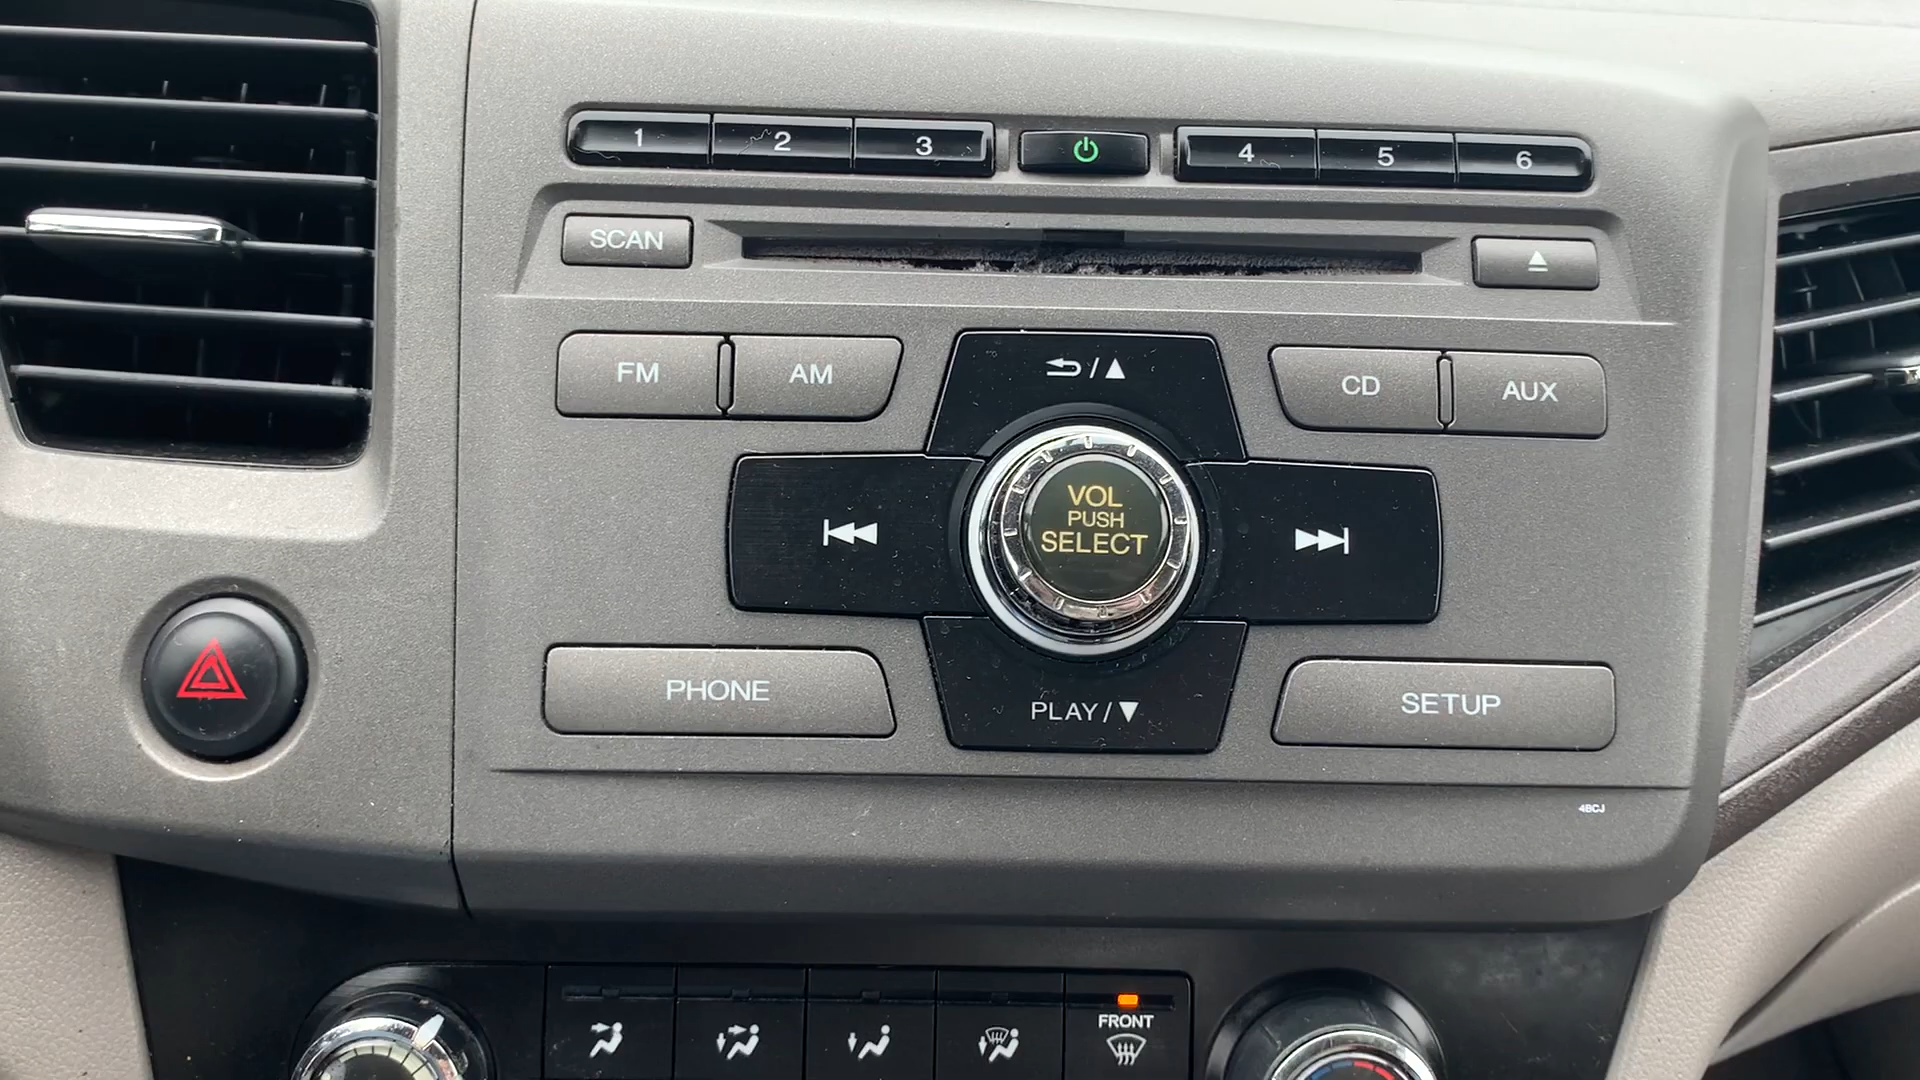 1 2 3 4 5 6
SCAN
FM AM CD AUX
VOL
PUSH
SELECT
PHONE PLAY/▼ SETUP
4BCJ
FRONT